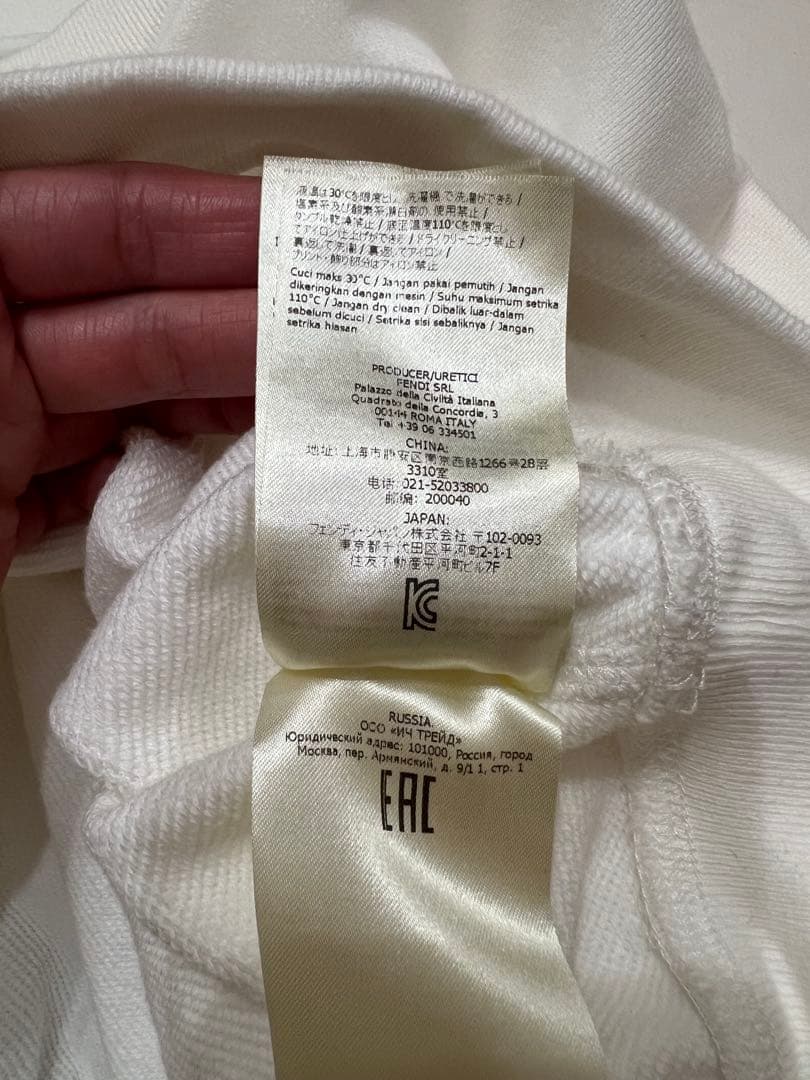 液温は30℃を限度とし、洗濯機で洗濯ができる /
塩素系及び酸素系漂白剤の使用禁止 /
タンブル乾燥禁止 / 底面温度110℃を限度とし
てアイロン仕上げができる / ドライクリーニング禁止 /
裏返して洗濯 / 裏返してアイロン /
プリント・飾り部分はアイロン禁止
Cuci maks 30°C / Jangan pakai pemutih / Jangan
dikeringkan dengan mesin / Suhu maksimum setrika
110°C / Jangan dry clean / Dibalik luar-dalam
sebelum dicuci / Setrika sisi sebaliknya / Jangan
setrika hiasan
PRODUCER/URETICI
FENDI SRL
Palazzo della Civiltà Italiana
Quadrato della Concordia, 3
00144 ROMA ITALY
Tel +39 06 334501
CHINA:
地址: 上海市静安区南京西路1266号28层
3310室
电话: 021-52033800
邮编: 200040
JAPAN:
フェンディ・ジャパン株式会社 〒102-0093
東京都千代田区平河町2-1-1
住友不動産平河町ビル7F
KC
RUSSIA.
ООО «ИЧ ТРЕЙД»
Юридический адрес: 101000, Россия, город
Москва, пер. Армянский, д. 9/1 1, стр. 1
EAC